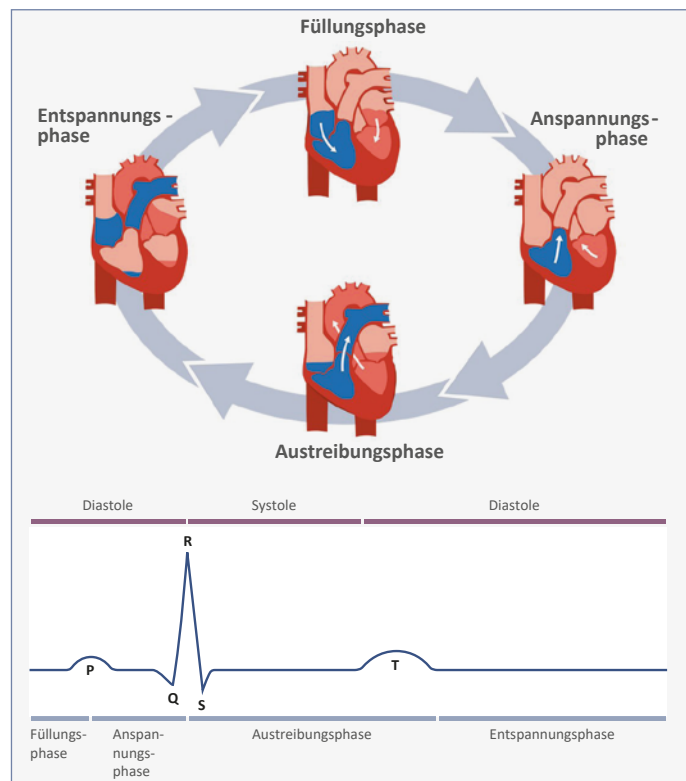 Füllungsphase
Entspannungs -
phase
Anspannungs-
phase
Austreibungsphase
Diastole Systole Diastole
R
P
T
Q
S
Füllungs-
phase
Anspan-
nungs-
phase
Austreibungsphase
Entspannungsphase